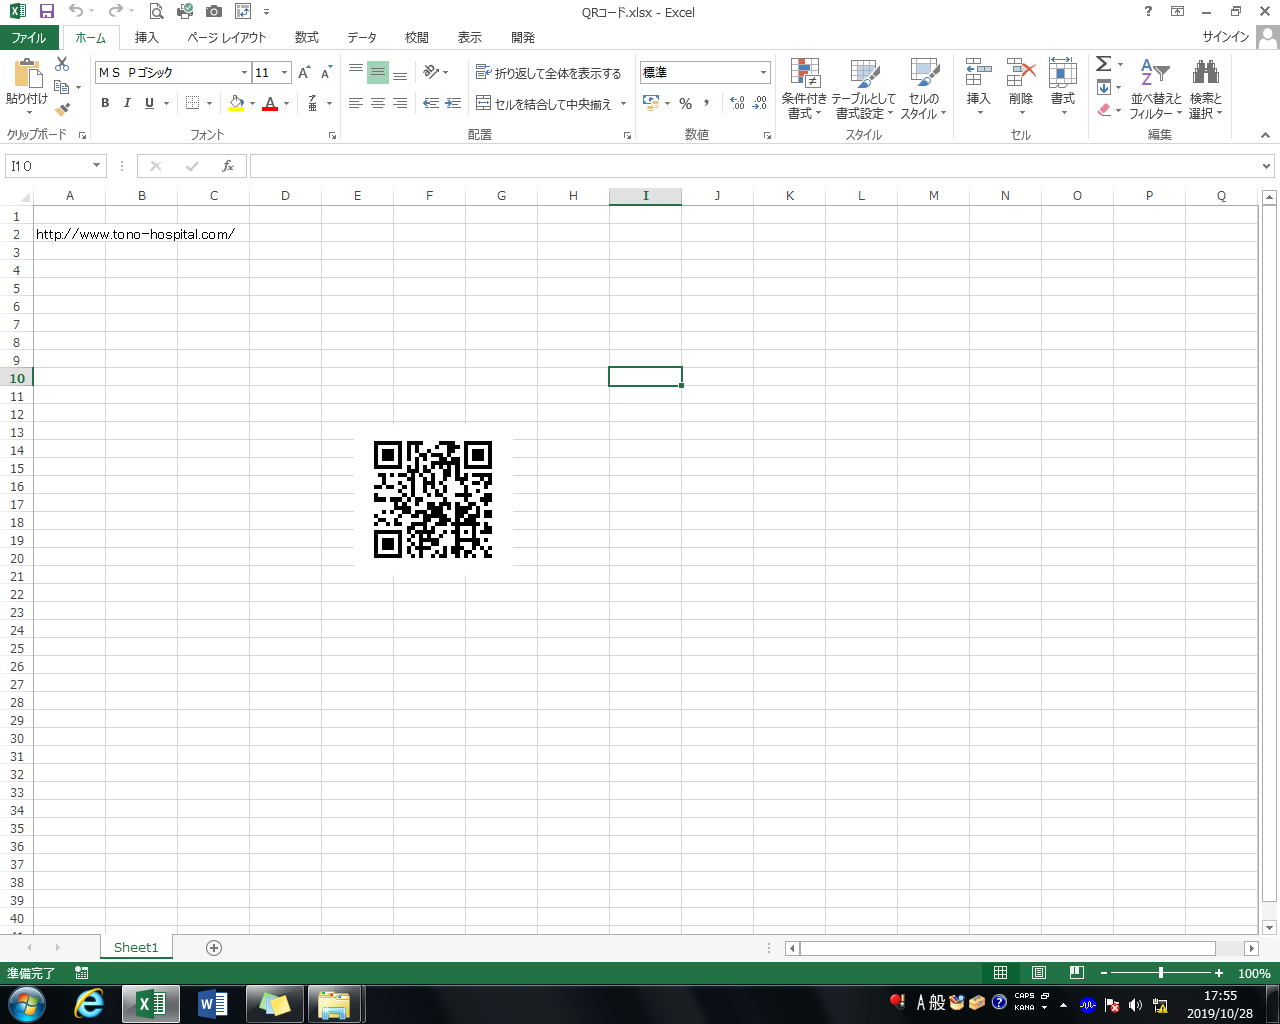 QRコード.xlsx - Excel
ファイル ホーム 挿入 ページ レイアウト 数式 データ 校閲 表示 開発 サインイン
貼り付け
クリップボード
ＭＳ Ｐゴシック 11
B I U
フォント
折り返して全体を表示する
セルを結合して中央揃え
配置
標準
% ,
数値
条件付き書式 テーブルとして書式設定 セルのスタイル
スタイル
挿入 削除 書式
セル
並べ替えとフィルター 検索と選択
編集
I10 fx
A B C D E F G H I J K L M N O P Q
1
2 http://www.tono-hospital.com/
3
4
5
6
7
8
9
10
11
12
13
14
15
16
17
18
19
20
21
22
23
24
25
26
27
28
29
30
31
32
33
34
35
36
37
38
39
40
Sheet1
準備完了 100%
A 般 CAPS KANA 17:55
2019/10/28